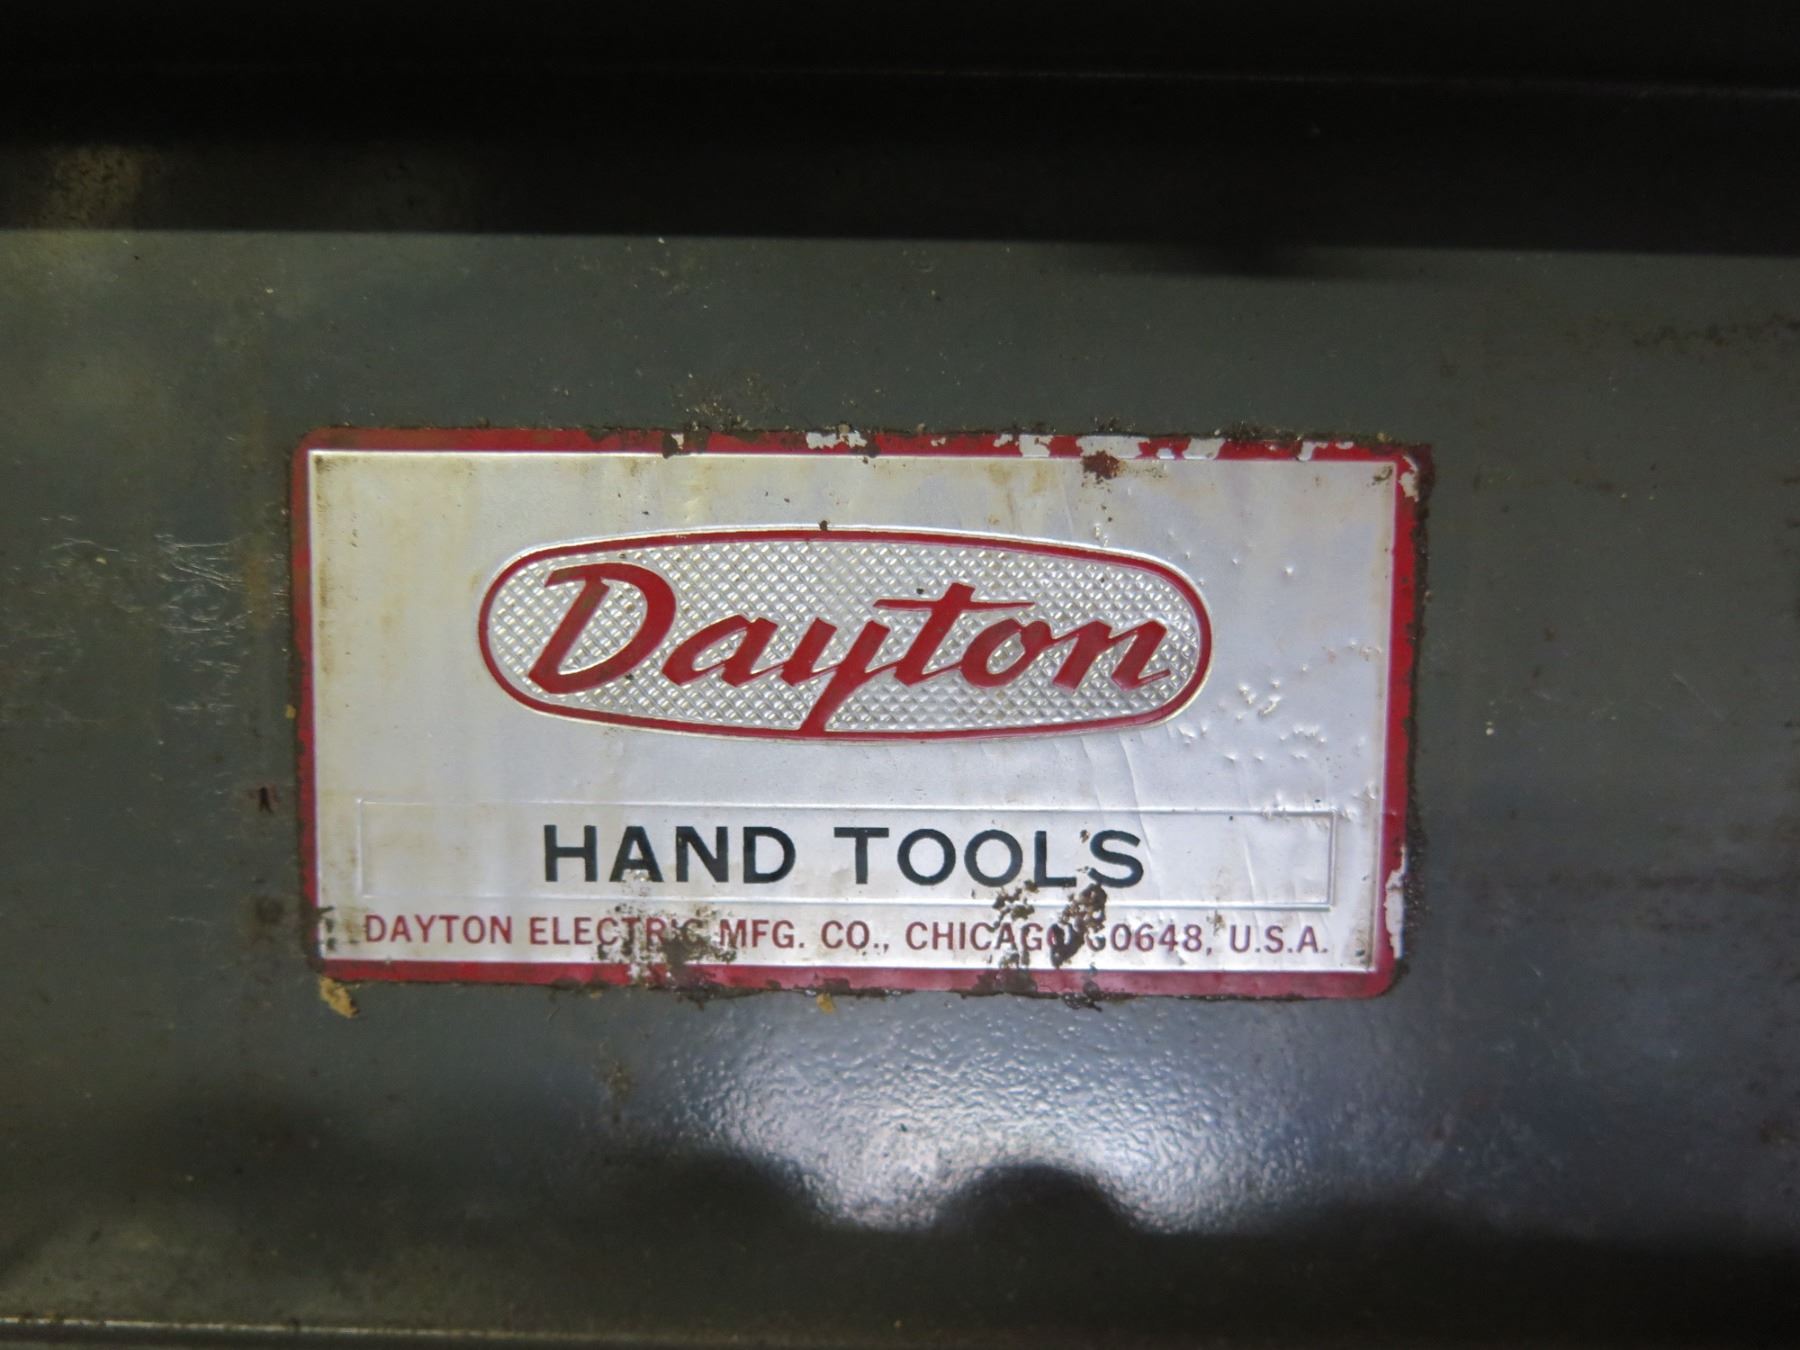 Dayton
HAND TOOLS
DAYTON ELECTRIC MFG. CO., CHICAGO 60648, U.S.A.